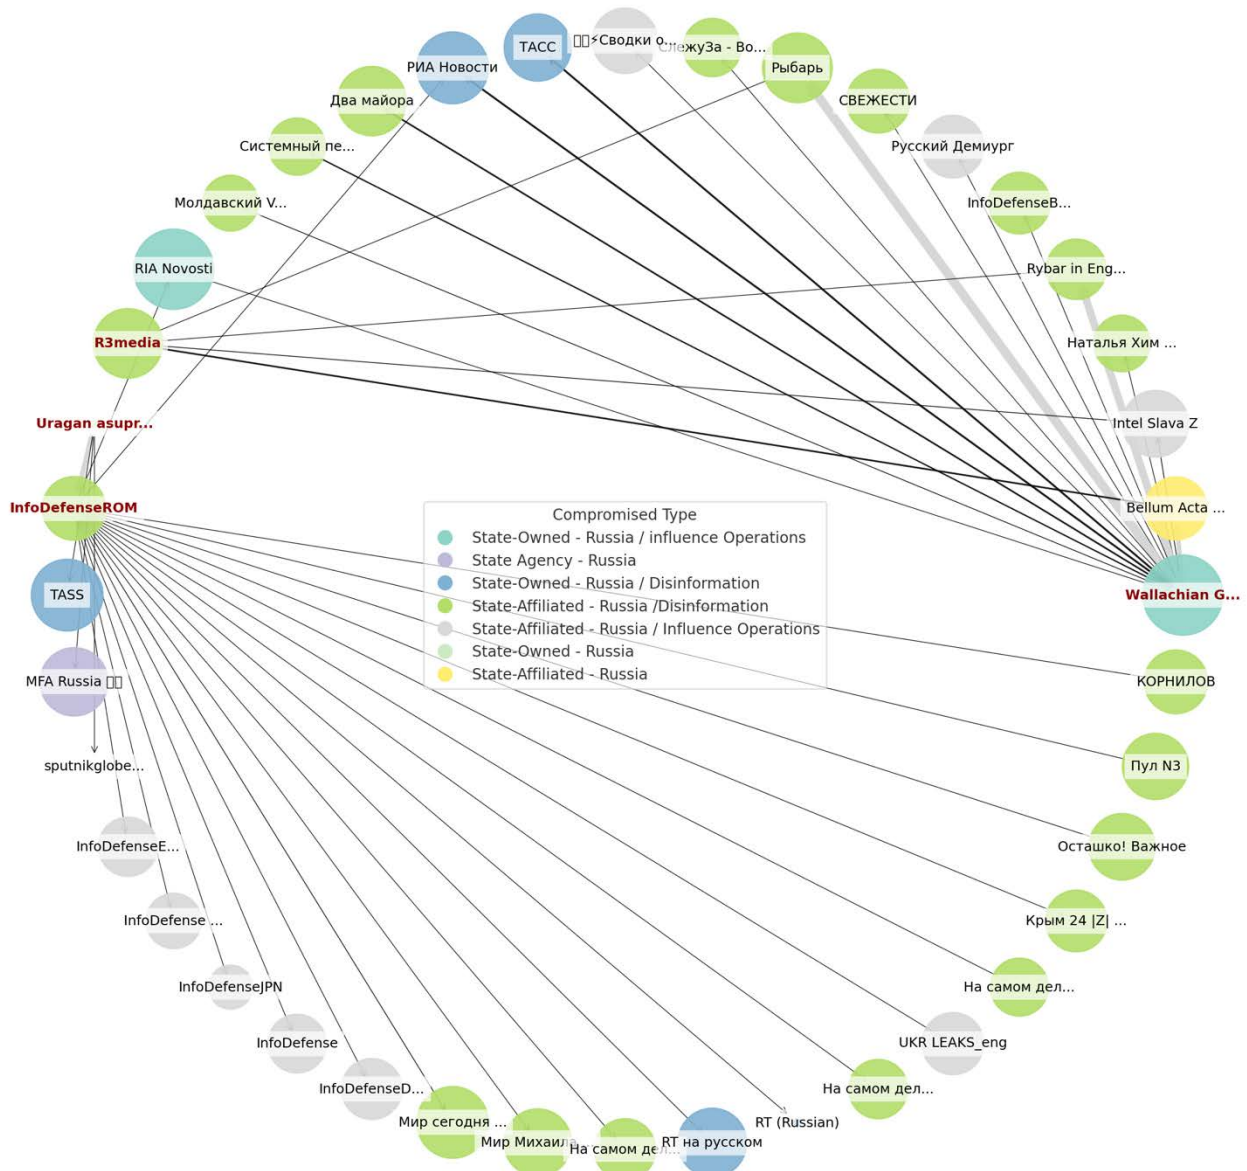 ▯▯⚡Сводки о...
ТАСС
СлежуЗа - Во...
РИА Новости
Рыбарь
Два майора
СВЕЖЕСТИ
Системный пе...
Русский Демиург
Молдавский V...
InfoDefenseB...
RIA Novosti
Rybar in Eng...
R3media
Наталья Хим ...
Uragan asupr...
Intel Slava Z
InfoDefenseROM
Bellum Acta ...
Compromised Type
State-Owned - Russia / influence Operations
State Agency - Russia
State-Owned - Russia / Disinformation
State-Affiliated - Russia /Disinformation
State-Affiliated - Russia / Influence Operations
State-Owned - Russia
State-Affiliated - Russia
TASS
Wallachian G...
MFA Russia ▯▯
КОРНИЛОВ
sputnikglobe...
Пул N3
InfoDefenseE...
Осташко! Важное
InfoDefense ...
Крым 24 |Z| ...
InfoDefenseJPN
На самом дел...
InfoDefense
UKR LEAKS_eng
InfoDefenseD...
На самом дел...
Мир сегодня ...
RT (Russian)
Мир Михаила
На самом дел...
RT на русском